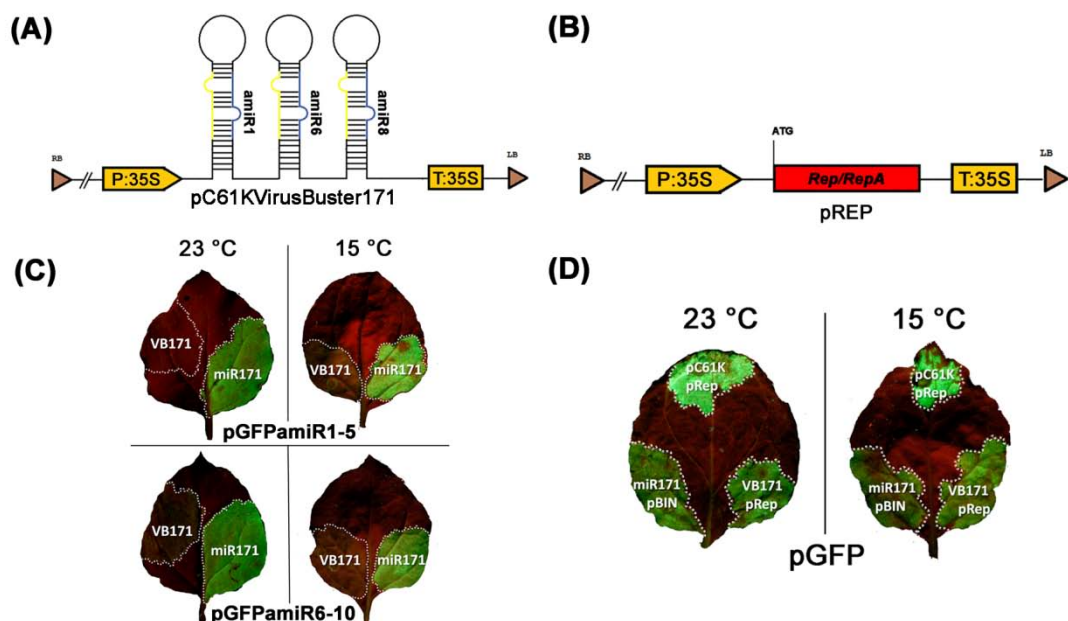 (A)
amiR1
amiR6
amiR8
RB
P:35S
T:35S
LB
pC61KVirusBuster171
(B)
ATG
RB
P:35S
Rep/RepA
T:35S
LB
pREP
(C)
23 °C
15 °C
VB171
miR171
VB171
miR171
pGFPamiR1-5
VB171
miR171
VB171
miR171
pGFPamiR6-10
(D)
23 °C
15 °C
pC61K
pRep
pC61K
pRep
miR171
pBIN
VB171
pRep
miR171
pBIN
VB171
pRep
pGFP